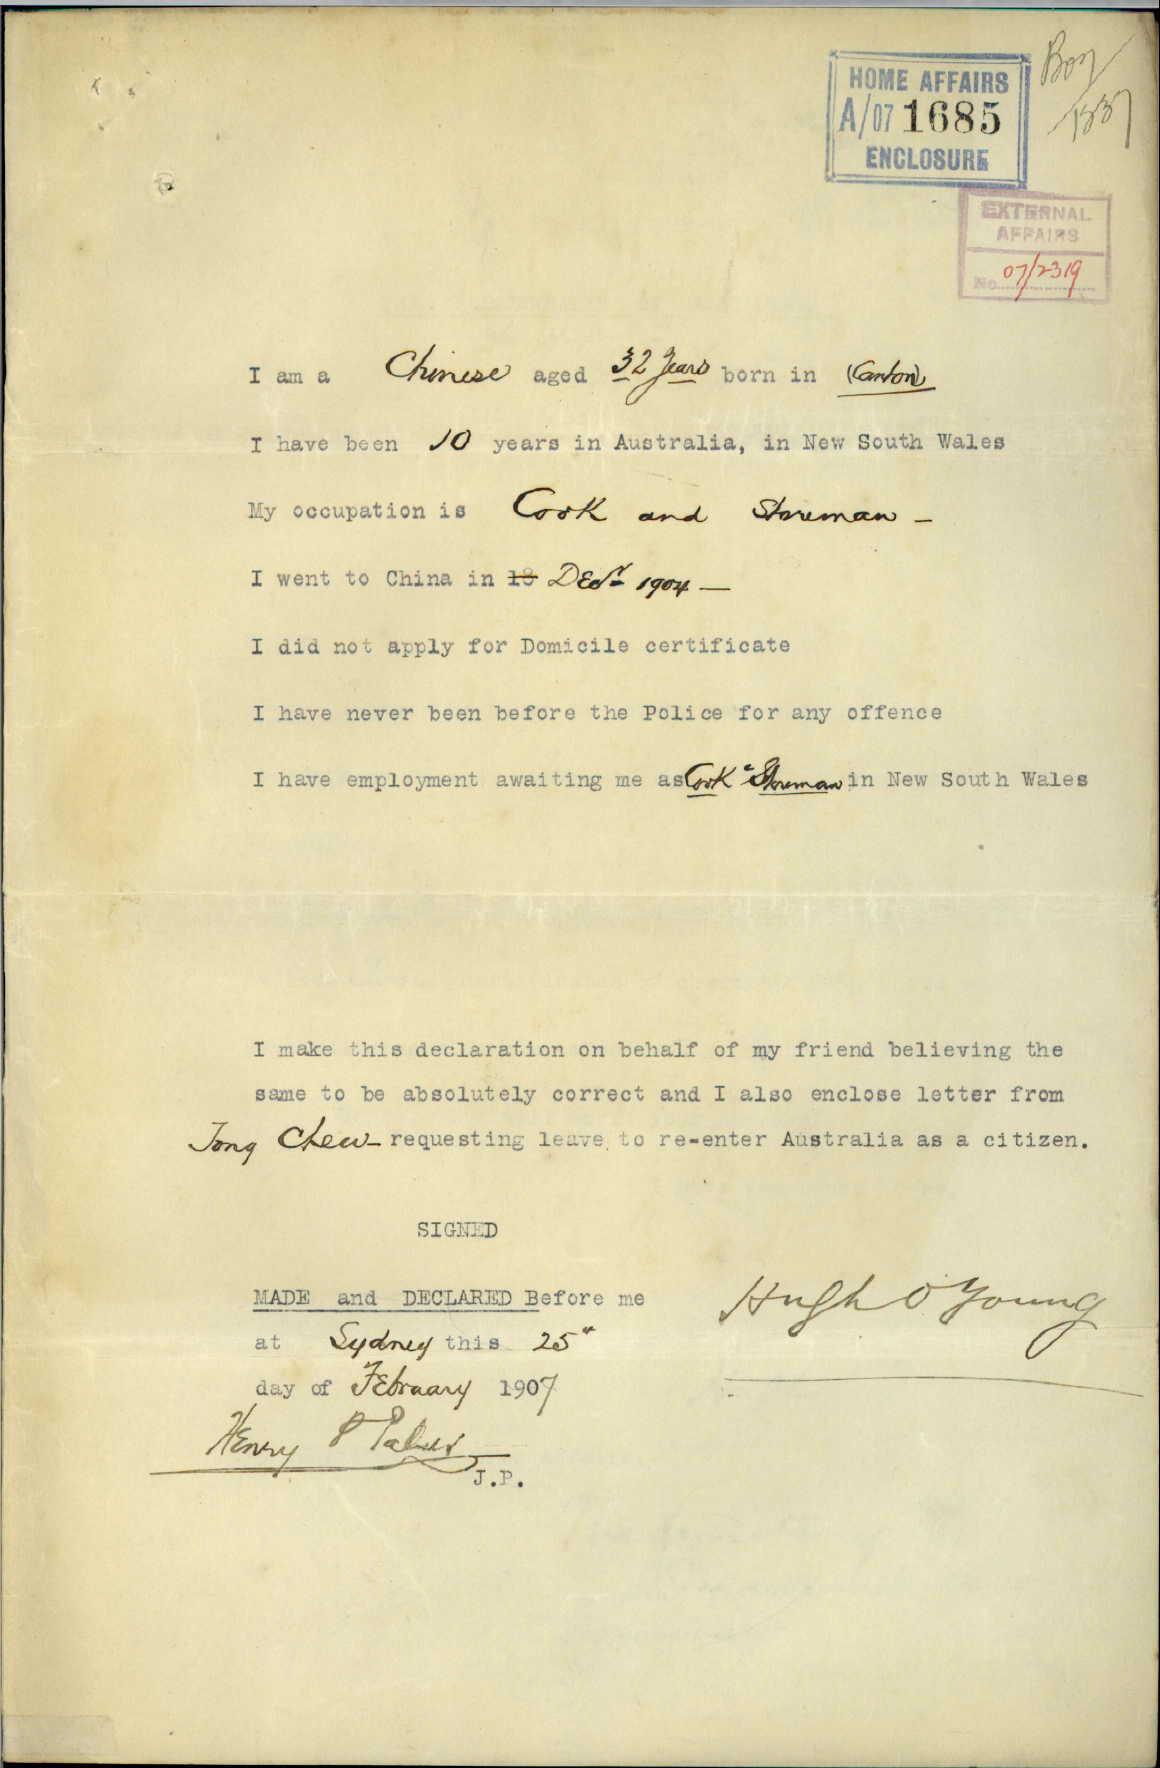 HOME AFFAIRS
A/07 1685
ENCLOSURE
EXTERNAL
AFFAIRS
No 07/2319
I am a Chinese aged 32 Years born in (Canton)
I have been 10 years in Australia, in New South Wales
My occupation is Cook and Storeman -
I went to China in 18 Decr 1904 —
I did not apply for Domicile certificate
I have never been before the Police for any offence
I have employment awaiting me as Cook & Storeman in New South Wales
I make this declaration on behalf of my friend believing the
same to be absolutely correct and I also enclose letter from
Tong Chew - requesting leave to re-enter Australia as a citizen.
SIGNED
MADE and DECLARED Before me
Hugh O'Young
at Sydney this 25th
day of February 1907
Henry P
J.P.